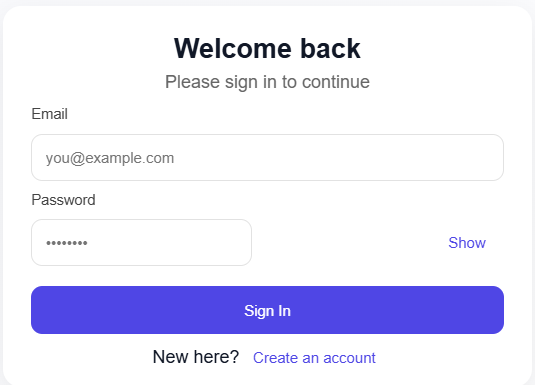 Welcome back
Please sign in to continue
Email
you@example.com
Password
••••••••
Show
Sign In
New here? Create an account